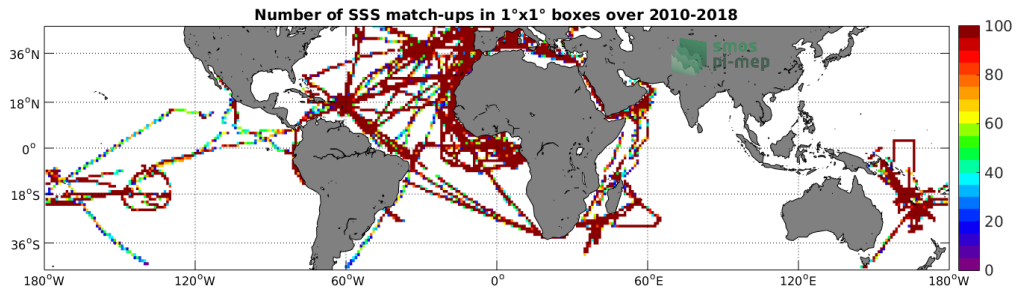 Number of SSS match-ups in 1°x1° boxes over 2010-2018
smos
pi-mep
36°N
18°N
0°
18°S
36°S
180°W
120°W
60°W
0°
60°E
120°E
180°W
100
80
60
40
20
0